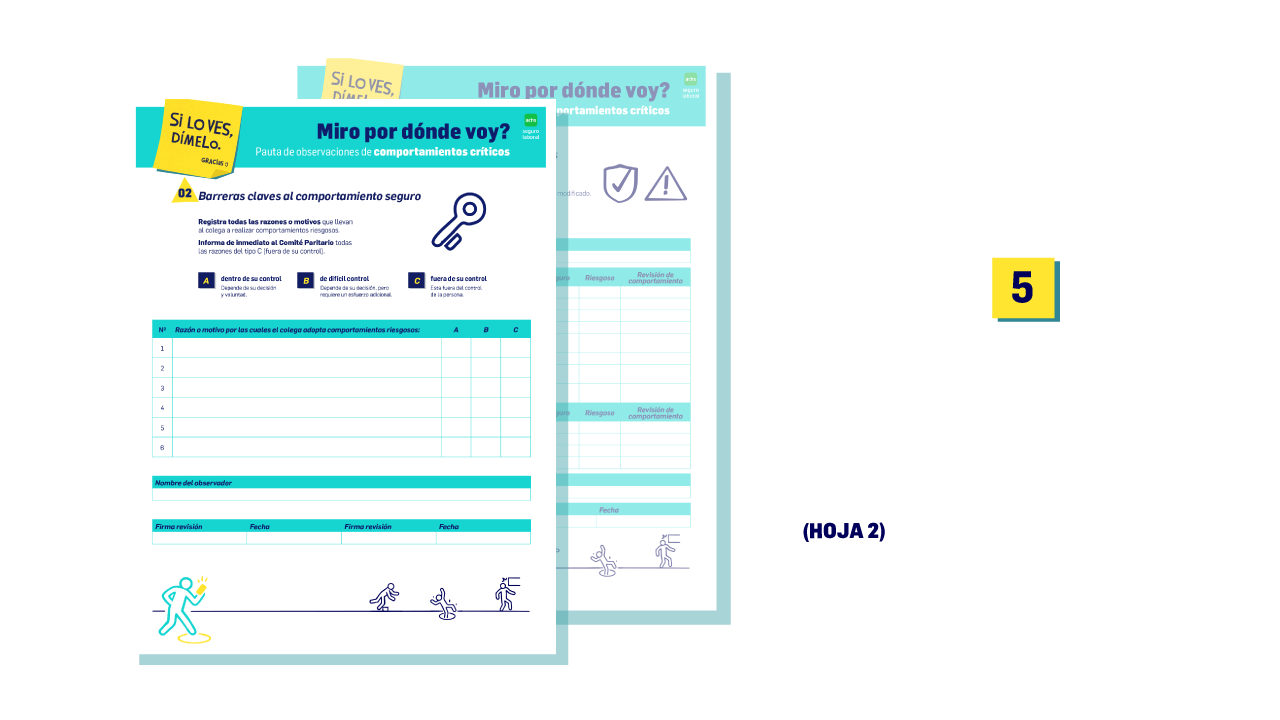 SI LO VES,
DÍMELO.
GRACIAS :)
Miro por dónde voy?
Pauta de observaciones de comportamientos críticos
achs
seguro
laboral
02 Barreras claves al comportamiento seguro
Registra todas las razones o motivos que llevan
al colega a realizar comportamientos riesgosos.
Informa de inmediato al Comité Paritario todas
las razones del tipo C (fuera de su control).
A dentro de su control
Depende de su decisión
y voluntad.
B de difícil control
Depende de su decisión, pero
requiere un esfuerzo adicional.
C fuera de su control
Esta fuera del control
de la persona.
Nº Razón o motivo por las cuales el colega adopta comportamientos riesgosos: A B C
1
2
3
4
5
6
Nombre del observador
Firma revisión Fecha Firma revisión Fecha
SI LO VES,
Miro por dónde voy?
portamientos críticos
achs
seguro
laboral
modificado.
Riesgoso Revisión de
comportamiento
Riesgoso Revisión de
comportamiento
Fecha
5
(HOJA 2)